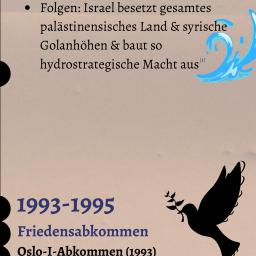 • Folgen: Israel besetzt gesamtes
palästinensisches Land & syrische
Golanhöhen & baut so
hydrostrategische Macht aus
1993-1995
Friedensabkommen
Oslo-I-Abkommen (1993)